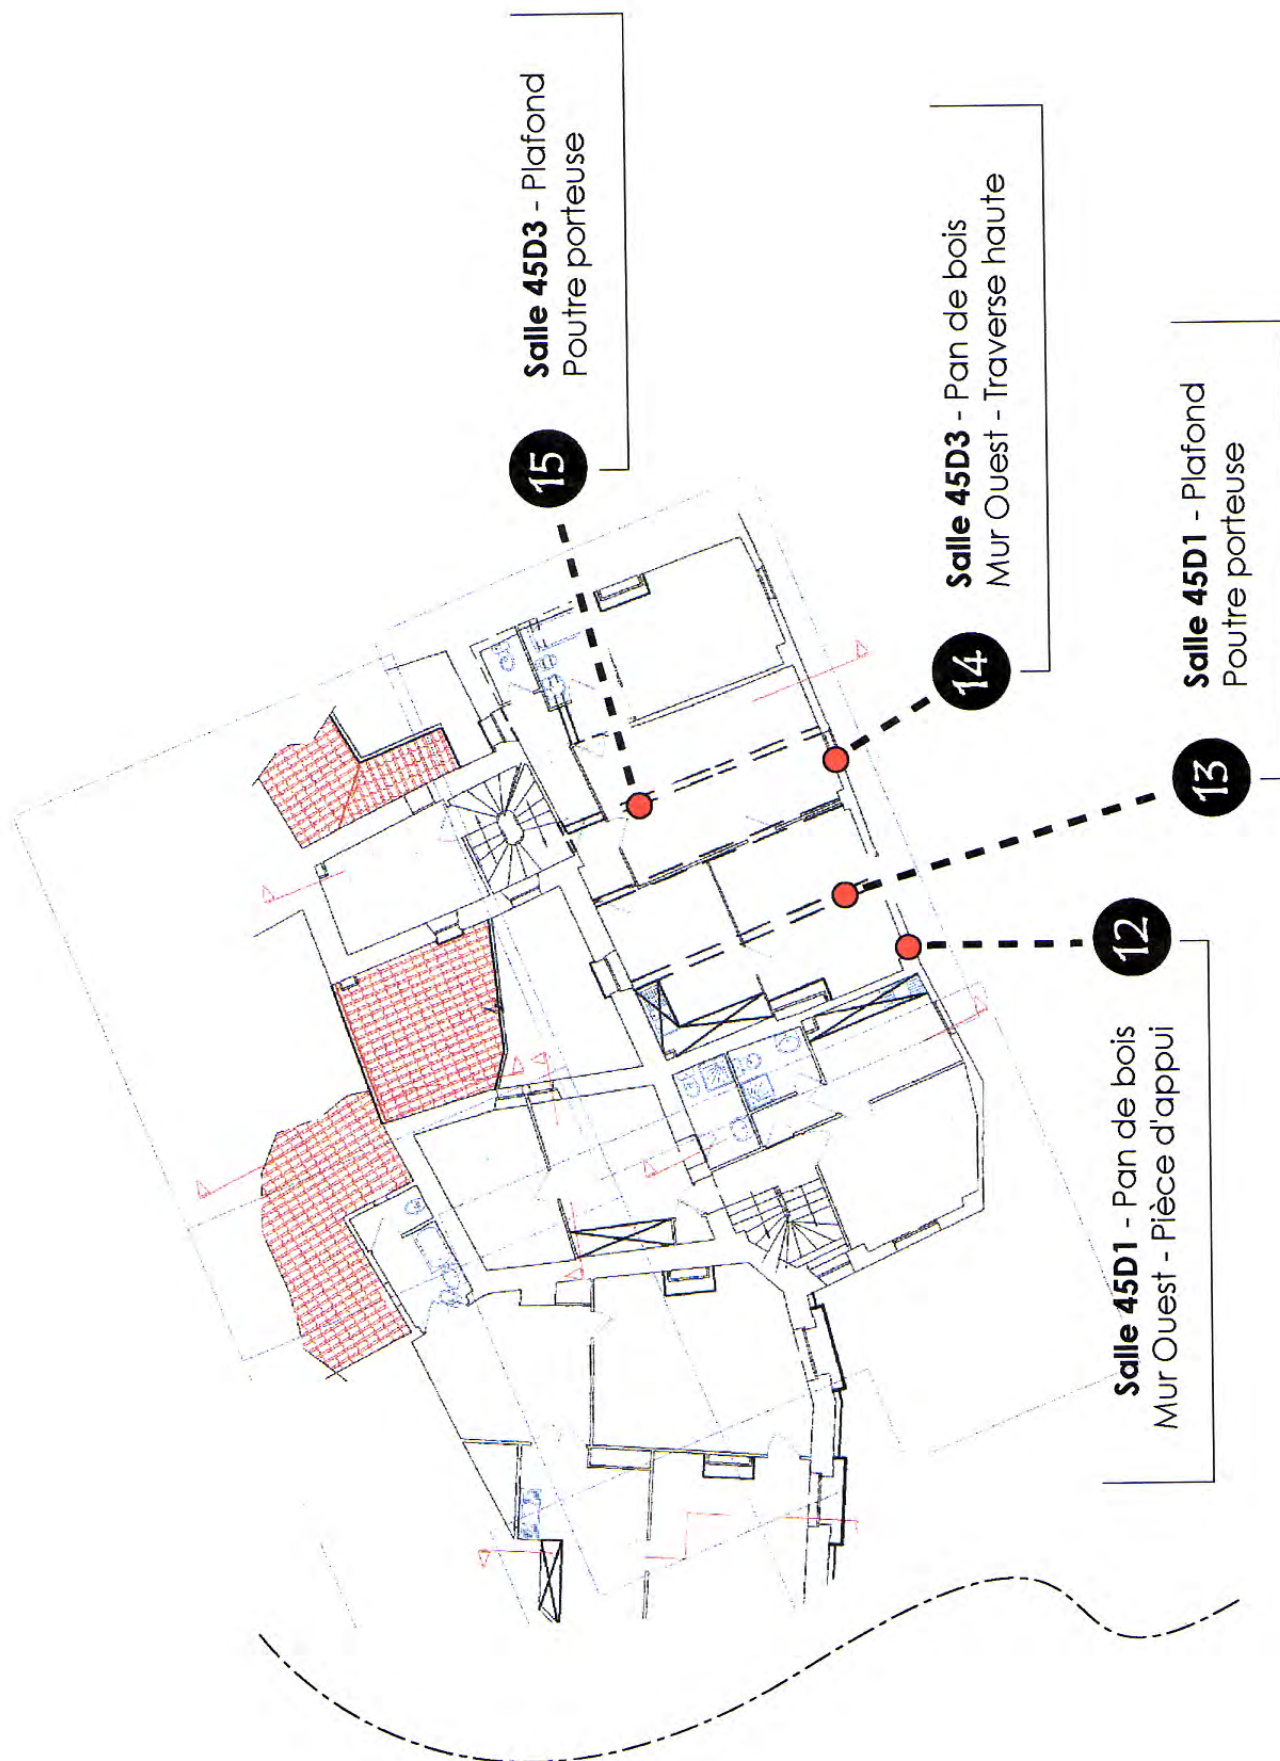 15
Salle 45D3 - Plafond
Poutre porteuse
14
Salle 45D3 - Pan de bois
Mur Ouest - Traverse haute
13
Salle 45D1 - Plafond
Poutre porteuse
12
Salle 45D1 - Pan de bois
Mur Ouest - Pièce d'appui